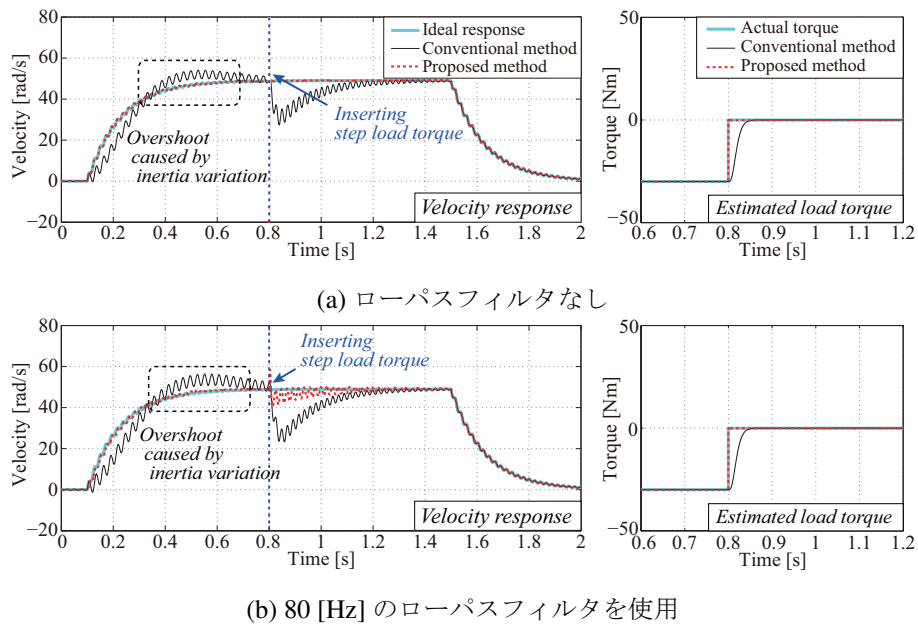 80
60
40
20
0
−20
Velocity [rad/s]
Ideal response
Conventional method
Proposed method
Inserting
step load torque
Overshoot
caused by
inertia variation
Velocity response
0 0.2 0.4 0.6 0.8 1 1.2 1.4 1.6 1.8 2
Time [s]
50
0
−50
Torque [Nm]
Actual torque
Conventional method
Proposed method
Estimated load torque
0.6 0.7 0.8 0.9 1 1.1 1.2
Time [s]
(a) ローパスフィルタなし
80
60
40
20
0
−20
Velocity [rad/s]
Inserting
step load torque
Overshoot
caused by
inertia variation
Velocity response
0 0.2 0.4 0.6 0.8 1 1.2 1.4 1.6 1.8 2
Time [s]
50
0
−50
Torque [Nm]
Estimated load torque
0.6 0.7 0.8 0.9 1 1.1 1.2
Time [s]
(b) 80 [Hz] のローパスフィルタを使用